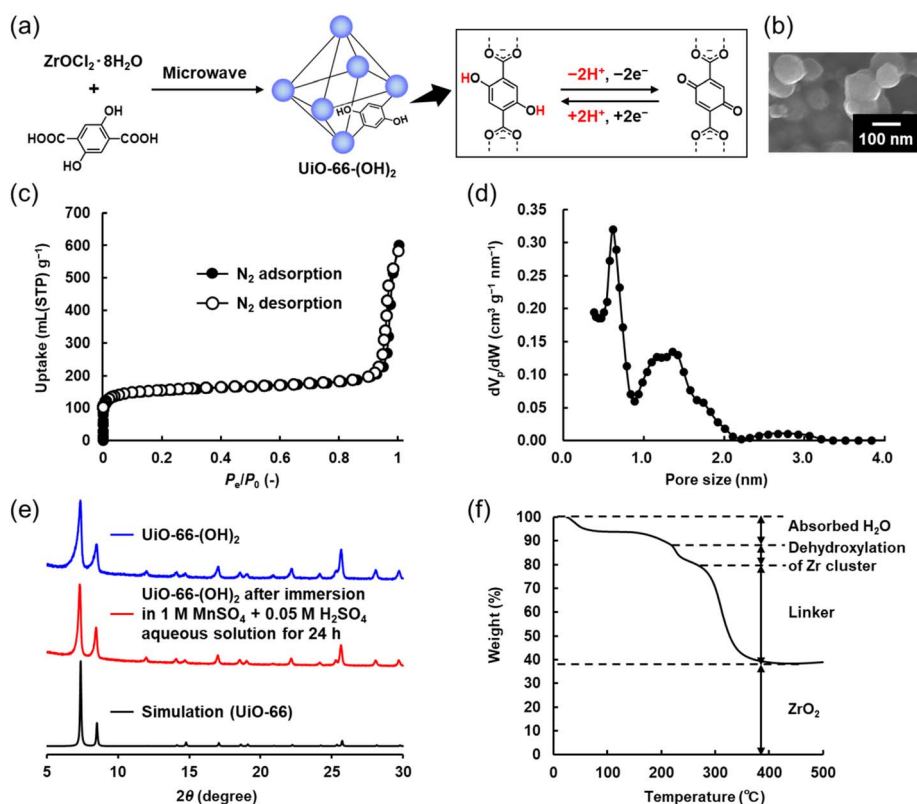 (a)
ZrOCl₂·8H₂O
+
OH
HOOC
COOH
HO
Microwave
HO
OH
UiO-66-(OH)₂
O
O
HO
OH
O
O
−2H⁺, −2e⁻
+2H⁺, +2e⁻
O
O
O
O
O
O
(b)
100 nm
(c)
Uptake (mL(STP) g⁻¹)
700
600
500
400
300
200
100
0
N₂ adsorption
N₂ desorption
0
0.2
0.4
0.6
0.8
1
Pₑ/P₀ (-)
(d)
dVₚ/dW (cm³ g⁻¹ nm⁻¹)
0.35
0.30
0.25
0.20
0.15
0.10
0.05
0.00
0.0
1.0
2.0
3.0
4.0
Pore size (nm)
(e)
UiO-66-(OH)₂
UiO-66-(OH)₂ after immersion
in 1 M MnSO₄ + 0.05 M H₂SO₄
aqueous solution for 24 h
Simulation (UiO-66)
5
10
15
20
25
30
2θ (degree)
(f)
Weight (%)
100
90
80
70
60
50
40
30
20
10
0
Absorbed H₂O
Dehydroxylation
of Zr cluster
Linker
ZrO₂
0
100
200
300
400
500
Temperature (°C)